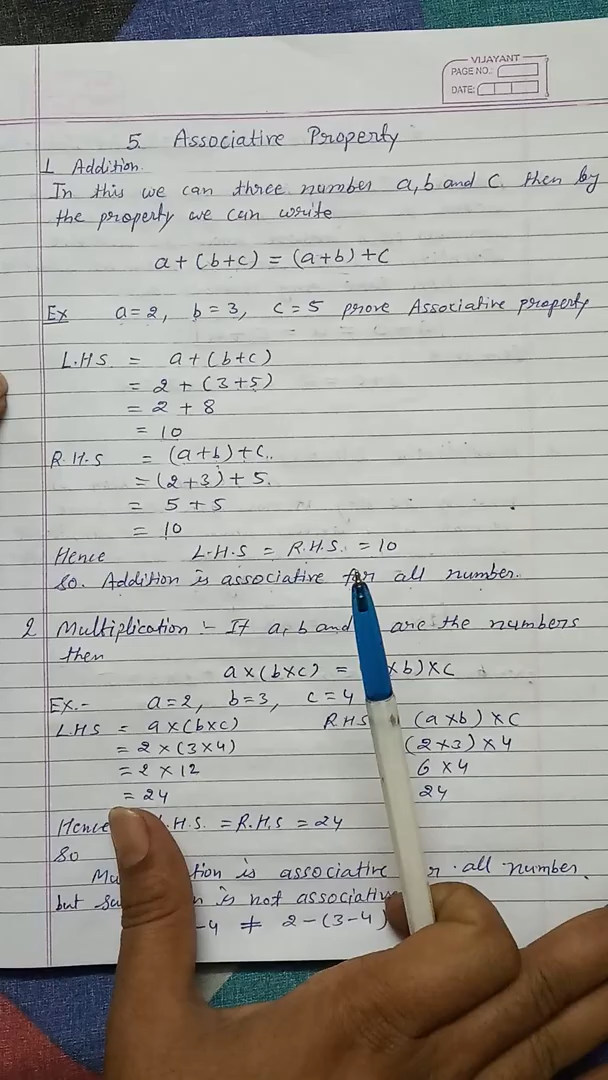 VIJAYANT
PAGE NO.:
DATE:
5. Associative Property
1 Addition.
In this we can three number a, b and c. then by
the property we can write
a + (b+c) = (a+b) + c
Ex a=2, b=3, c=5 prove Associative property
L.H.S. = a + (b+c)
= 2 + (3+5)
= 2 + 8
= 10
R.H.S = (a+b) + c..
= (2+3) + 5.
= 5 + 5
= 10
Hence L.H.S = R.H.S. = 10
So. Addition is associative for all number.
2 Multiplication :- If a, b and are the numbers
then
a × (b×c) = ×b) × c
Ex.- a=2, b=3, c=4
L.H.S = a × (b×c) R.H.S (a×b) × c
= 2 × (3×4) (2×3) × 4
= 2 × 12 6 × 4
= 24 24
Hence L.H.S. = R.H.S = 24
So
is associative all number.
but is not associative
-4 ≠ 2-(3-4)